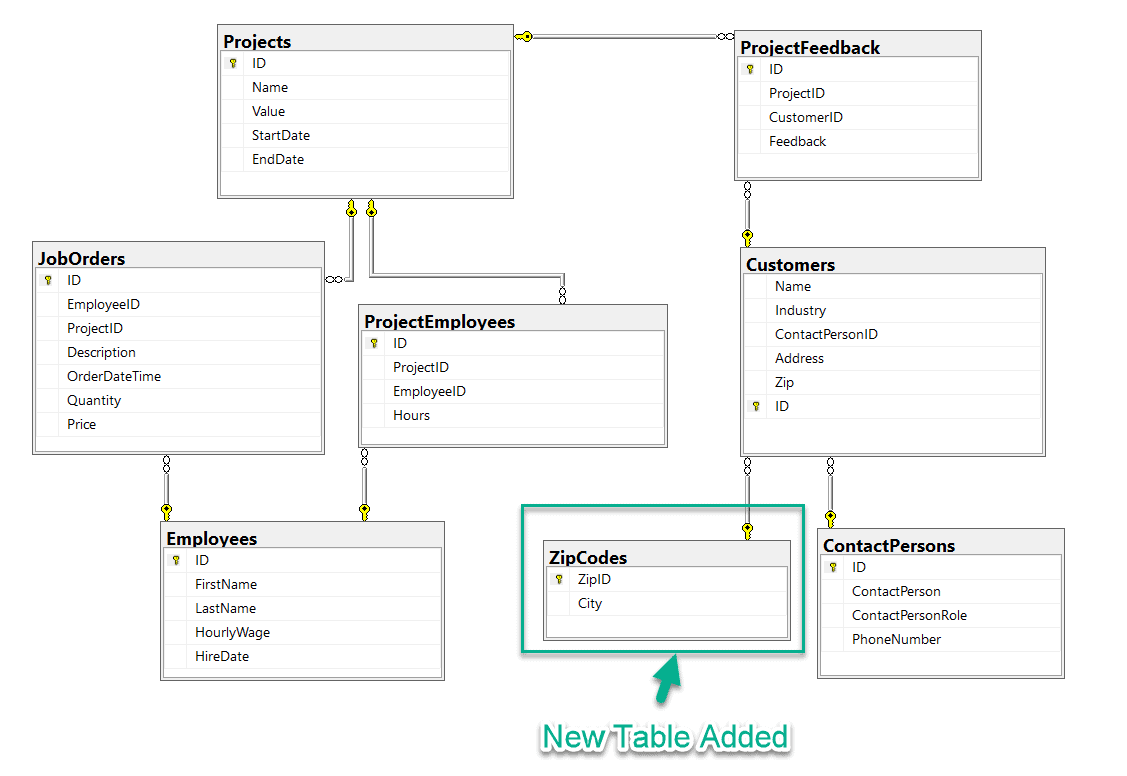 Projects
ID
Name
Value
StartDate
EndDate
ProjectFeedback
ID
ProjectID
CustomerID
Feedback
JobOrders
ID
EmployeeID
ProjectID
Description
OrderDateTime
Quantity
Price
ProjectEmployees
ID
ProjectID
EmployeeID
Hours
Customers
Name
Industry
ContactPersonID
Address
Zip
ID
Employees
ID
FirstName
LastName
HourlyWage
HireDate
ZipCodes
ZipID
City
ContactPersons
ID
ContactPerson
ContactPersonRole
PhoneNumber
New Table Added